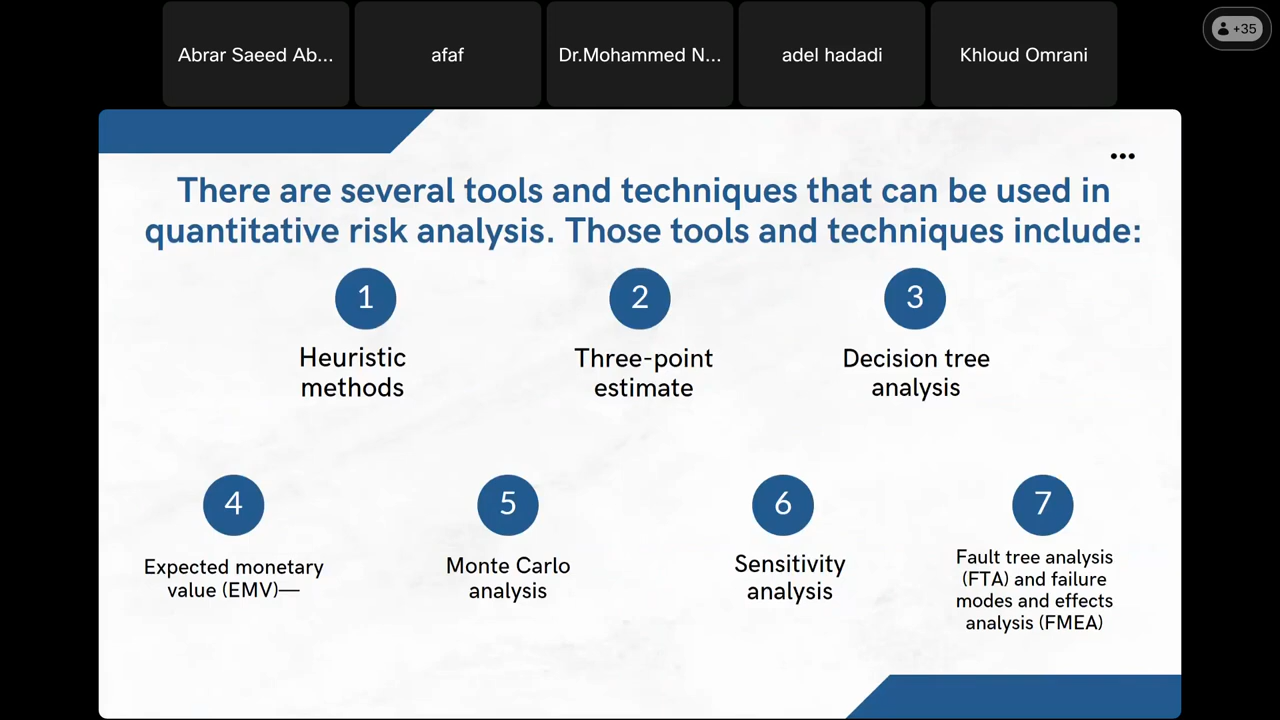 Abrar Saeed Ab...
afaf
Dr.Mohammed N...
adel hadadi
Khloud Omrani
+35
There are several tools and techniques that can be used in
quantitative risk analysis. Those tools and techniques include:
1
Heuristic
methods
2
Three-point
estimate
3
Decision tree
analysis
4
Expected monetary
value (EMV)—
5
Monte Carlo
analysis
6
Sensitivity
analysis
7
Fault tree analysis
(FTA) and failure
modes and effects
analysis (FMEA)